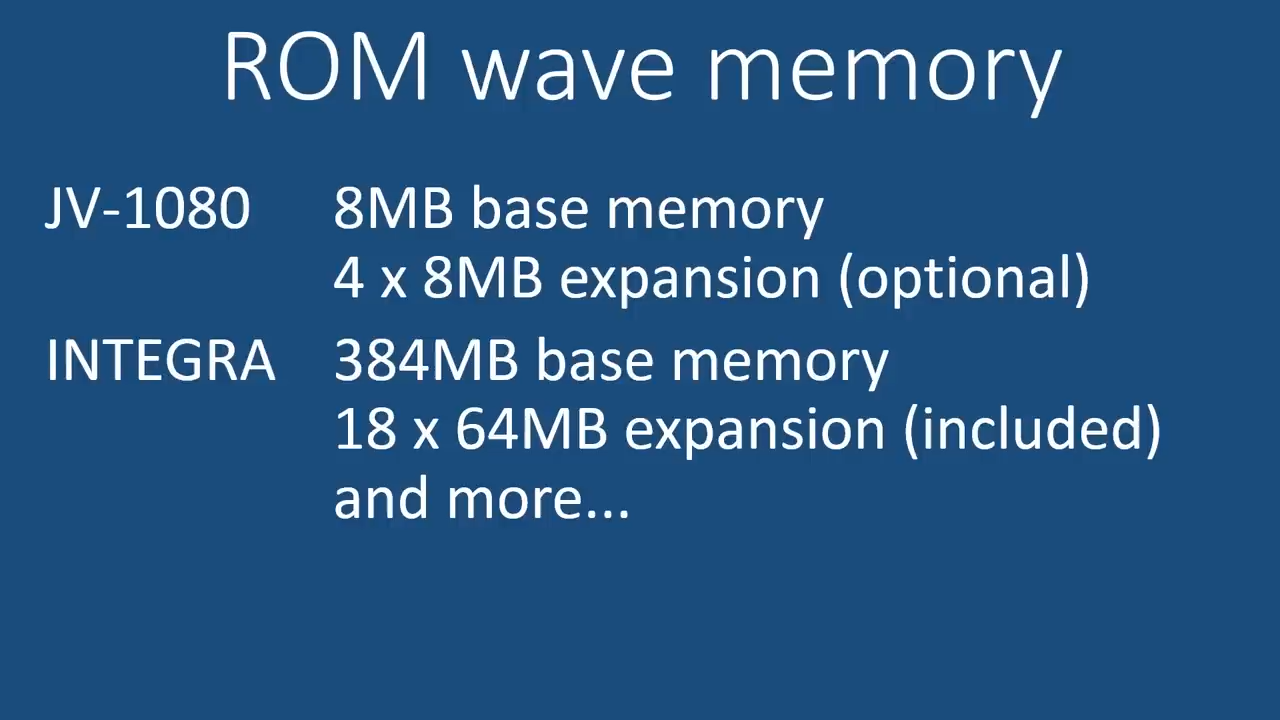 ROM wave memory
JV-1080 8MB base memory
4 x 8MB expansion (optional)
INTEGRA 384MB base memory
18 x 64MB expansion (included)
and more...